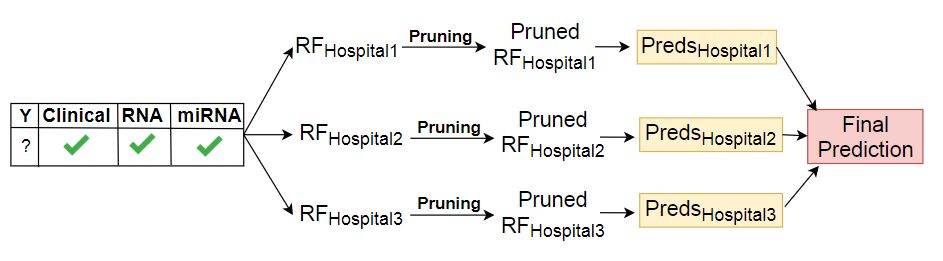 Y Clinical RNA miRNA
?
RFHospital1
Pruning
Pruned
RFHospital1
PredsHospital1
RFHospital2
Pruning
Pruned
RFHospital2
PredsHospital2
RFHospital3
Pruning
Pruned
RFHospital3
PredsHospital3
Final
Prediction